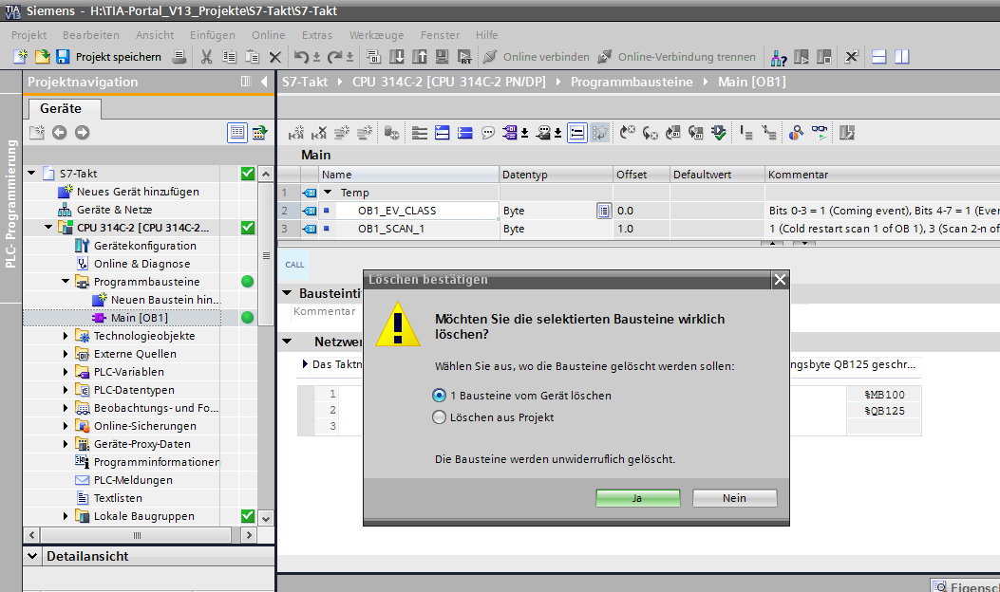 Siemens - H:\TIA-Portal_V13_Projekte\S7-Takt\S7-Takt
Projekt Bearbeiten Ansicht Einfügen Online Extras Werkzeuge Fenster Hilfe
Projekt speichern Online verbinden Online-Verbindung trennen
Projektnavigation
S7-Takt CPU 314C-2 [CPU 314C-2 PN/DP] Programmbausteine Main [OB1]
Geräte
PLC- Programmierung
S7-Takt
Neues Gerät hinzufügen
Geräte & Netze
CPU 314C-2 [CPU 314C-2...
Gerätekonfiguration
Online & Diagnose
Programmbausteine
Neuen Baustein hin...
Main [OB1]
Technologieobjekte
Externe Quellen
PLC-Variablen
PLC-Datentypen
Beobachtungs- und Fo...
Online-Sicherungen
Geräte-Proxy-Daten
Programminformationen
PLC-Meldungen
Textlisten
Lokale Baugruppen
Detailansicht
Main
Name Datentyp Offset Defaultwert Kommentar
1 Temp
2 OB1_EV_CLASS Byte 0.0 Bits 0-3 = 1 (Coming event), Bits 4-7 = 1 (Ever
3 OB1_SCAN_1 Byte 1.0 1 (Cold restart scan 1 of OB 1), 3 (Scan 2-n of
CALL
Bausteinti
Kommentar
Netzwer
Das Taktn ngsbyte QB125 geschr...
1 %MB100
2 %QB125
3
Löschen bestätigen
Möchten Sie die selektierten Bausteine wirklich
löschen?
Wählen Sie aus, wo die Bausteine gelöscht werden sollen:
1 Bausteine vom Gerät löschen
Löschen aus Projekt
Die Bausteine werden unwiderruflich gelöscht.
Ja Nein
Eigensch